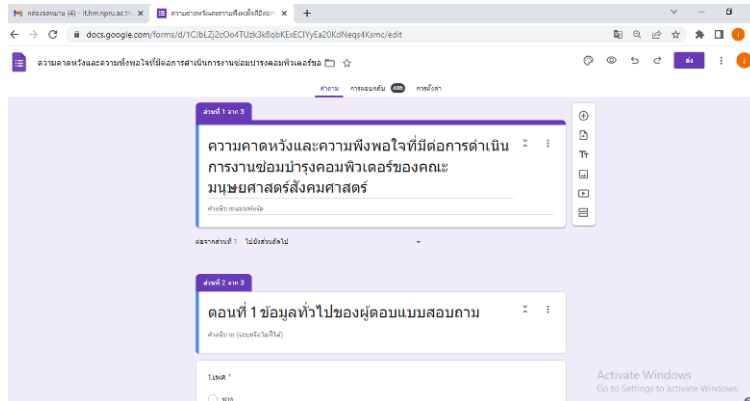 กล่องจดหมาย (4) - it.hm.npru.ac.th
ความคาดหวังและความพึงพอใจที่มีต่อก
docs.google.com/forms/d/1CJbLZj2cOo4TUzk3k8qbKExECIYyEa20KdNeqs4Ksmc/edit
ความคาดหวังและความพึงพอใจที่มีต่อการดำเนินการงานซ่อมบำรุงคอมพิวเตอร์ของ
ส่ง
คำถาม การตอบกลับ 486 การตั้งค่า
ส่วนที่ 1 จาก 3
ความคาดหวังและความพึงพอใจที่มีต่อการดำเนิน
การงานซ่อมบำรุงคอมพิวเตอร์ของคณะ
มนุษยศาสตร์สังคมศาสตร์
คำอธิบายแบบฟอร์ม
ต่อจากส่วนที่ 1 ไปยังส่วนถัดไป
ส่วนที่ 2 จาก 3
ตอนที่ 1 ข้อมูลทั่วไปของผู้ตอบแบบสอบถาม
คำอธิบาย (ระบุหรือไม่ก็ได้)
1.เพศ *
ชาย
Activate Windows
Go to Settings to activate Windows.